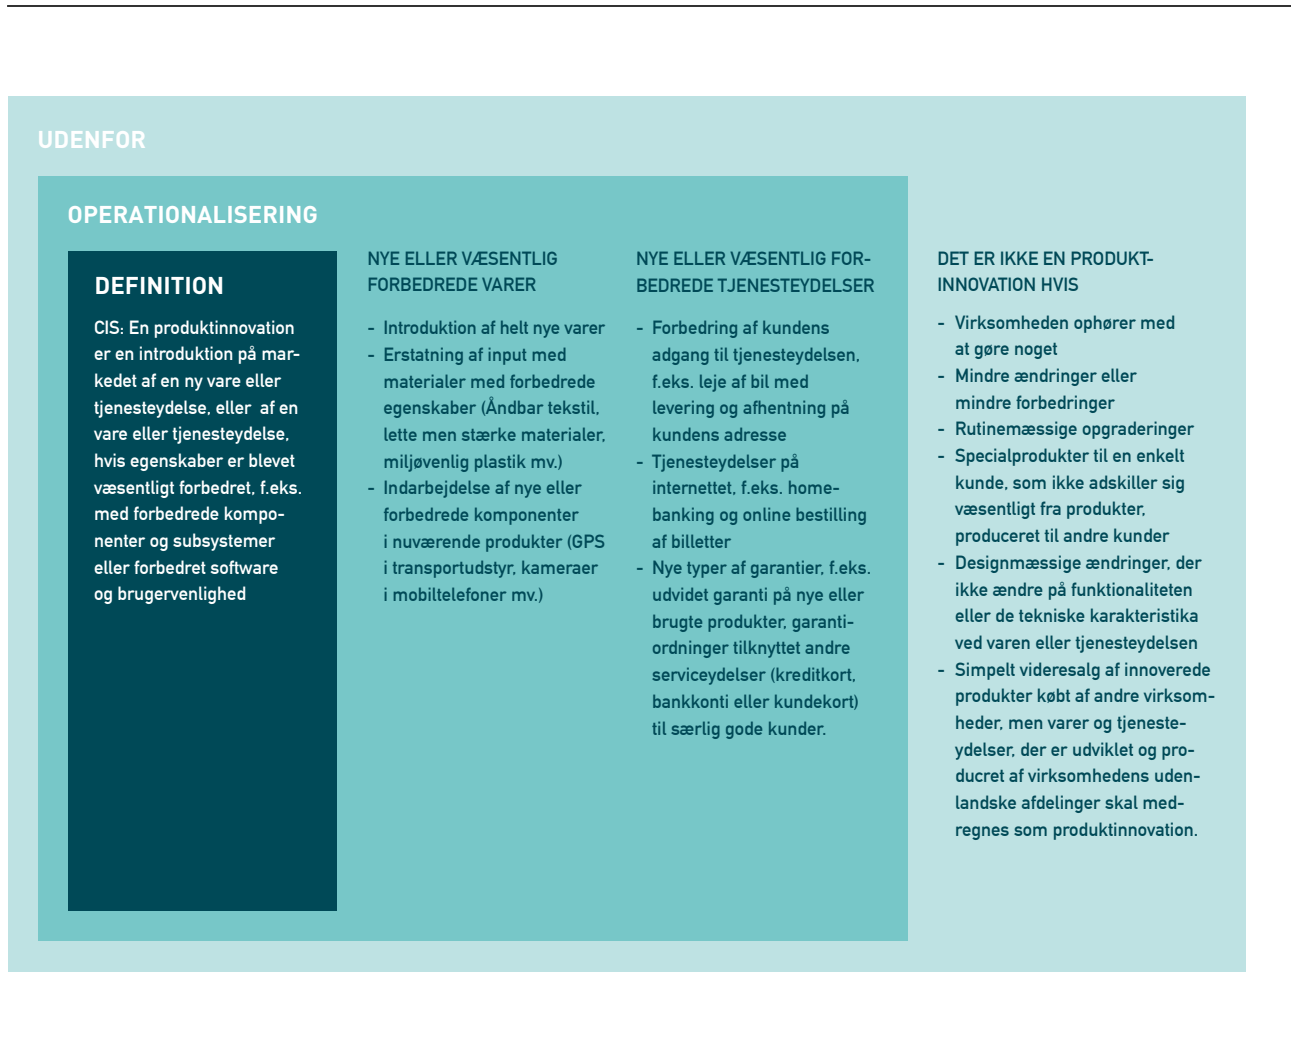 UDENFOR
OPERATIONALISERING
DEFINITION
CIS: En produktinnovation
er en introduktion på mar-
kedet af en ny vare eller
tjenesteydelse, eller af en
vare eller tjenesteydelse,
hvis egenskaber er blevet
væsentligt forbedret, f.eks.
med forbedrede kompo-
nenter og subsystemer
eller forbedret software
og brugervenlighed
NYE ELLER VÆSENTLIG
FORBEDREDE VARER
- Introduktion af helt nye varer
- Erstatning af input med
materialer med forbedrede
egenskaber (Åndbar tekstil,
lette men stærke materialer,
miljøvenlig plastik mv.)
- Indarbejdelse af nye eller
forbedrede komponenter
i nuværende produkter (GPS
i transportudstyr, kameraer
i mobiltelefoner mv.)
NYE ELLER VÆSENTLIG FOR-
BEDREDE TJENESTEYDELSER
- Forbedring af kundens
adgang til tjenesteydelsen,
f.eks. leje af bil med
levering og afhentning på
kundens adresse
- Tjenesteydelser på
internettet, f.eks. home-
banking og online bestilling
af billetter
- Nye typer af garantier, f.eks.
udvidet garanti på nye eller
brugte produkter, garanti-
ordninger tilknyttet andre
serviceydelser (kreditkort,
bankkonti eller kundekort)
til særlig gode kunder.
DET ER IKKE EN PRODUKT-
INNOVATION HVIS
- Virksomheden ophører med
at gøre noget
- Mindre ændringer eller
mindre forbedringer
- Rutinemæssige opgraderinger
- Specialprodukter til en enkelt
kunde, som ikke adskiller sig
væsentligt fra produkter,
produceret til andre kunder
- Designmæssige ændringer, der
ikke ændre på funktionaliteten
eller de tekniske karakteristika
ved varen eller tjenesteydelsen
- Simpelt videresalg af innoverede
produkter købt af andre virksom-
heder, men varer og tjeneste-
ydelser, der er udviklet og pro-
ducret af virksomhedens uden-
landske afdelinger skal med-
regnes som produktinnovation.